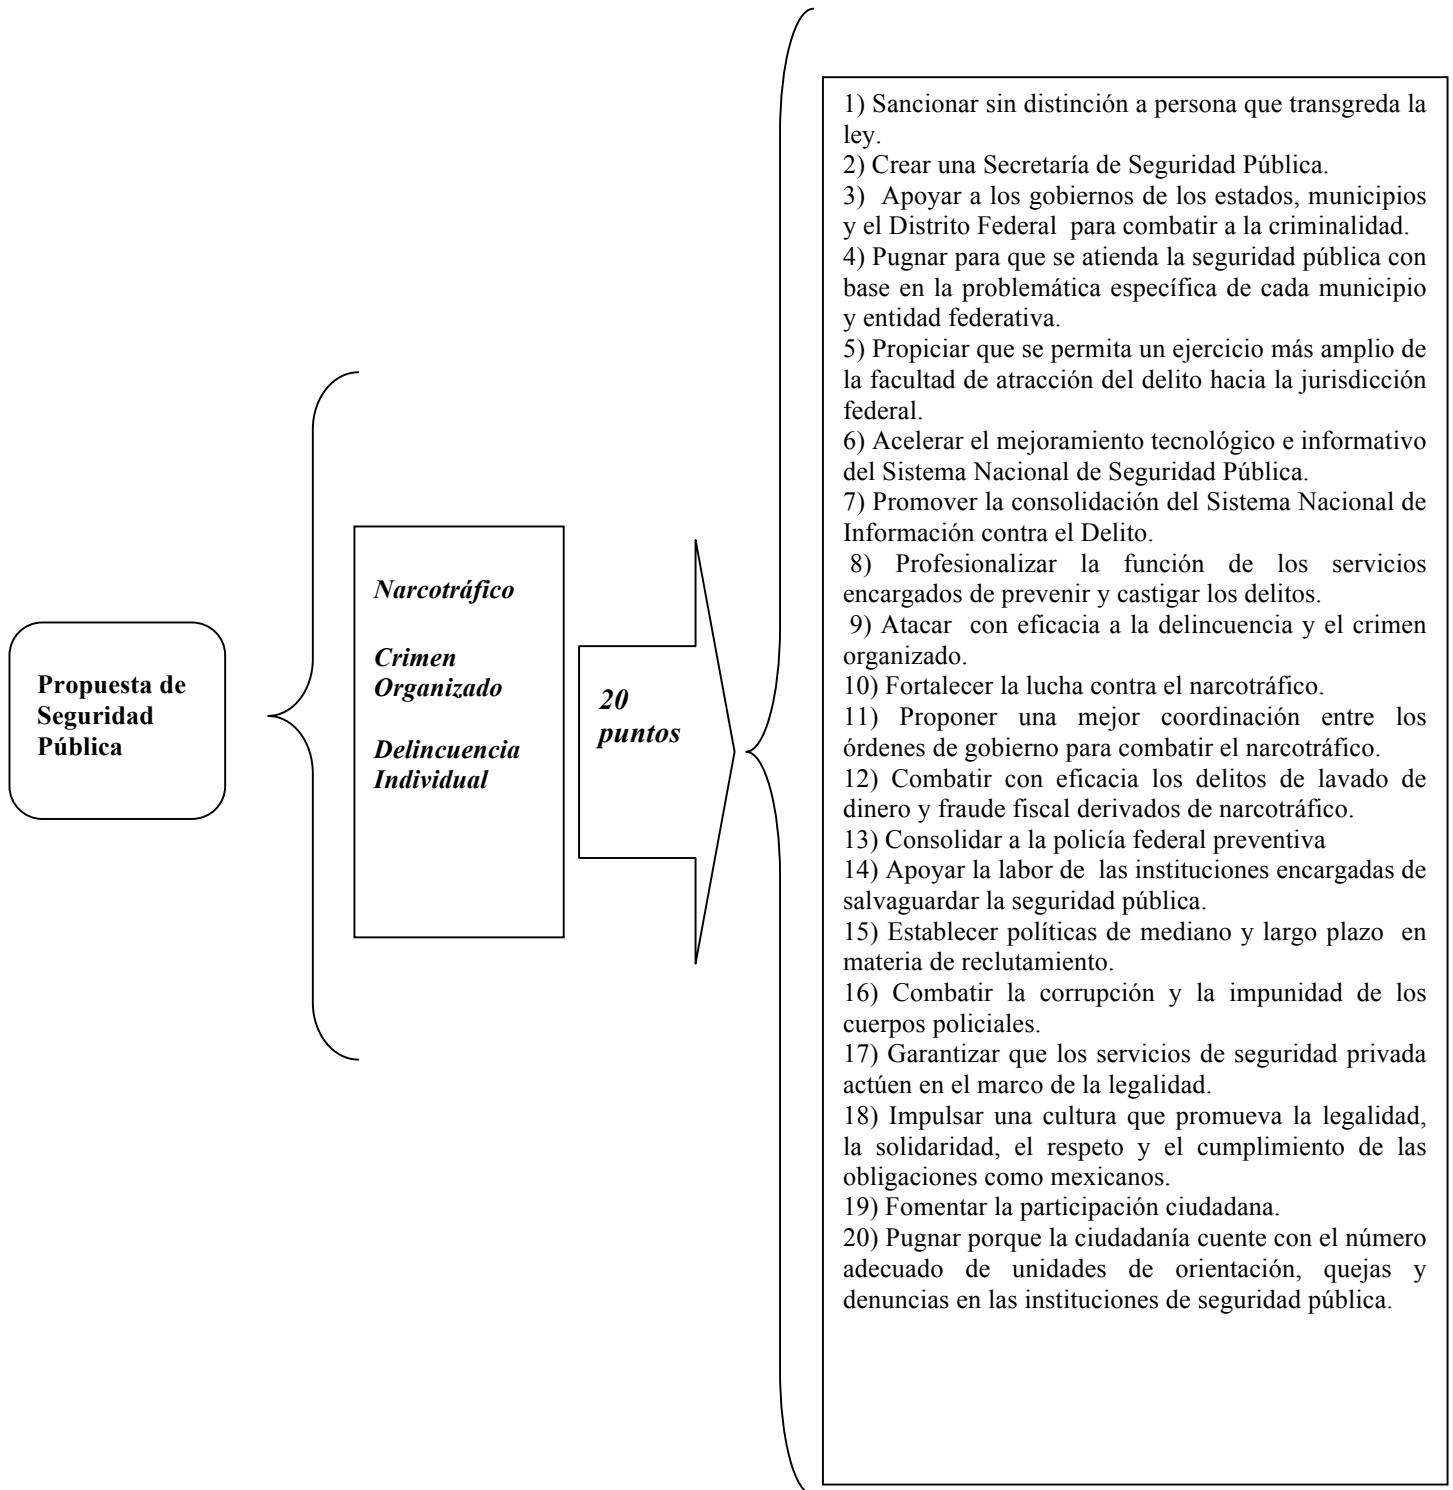 Propuesta de
Seguridad
Pública
Narcotráfico
Crimen
Organizado
Delincuencia
Individual
20
puntos
1) Sancionar sin distinción a persona que transgreda la
ley.
2) Crear una Secretaría de Seguridad Pública.
3) Apoyar a los gobiernos de los estados, municipios
y el Distrito Federal para combatir a la criminalidad.
4) Pugnar para que se atienda la seguridad pública con
base en la problemática específica de cada municipio
y entidad federativa.
5) Propiciar que se permita un ejercicio más amplio de
la facultad de atracción del delito hacia la jurisdicción
federal.
6) Acelerar el mejoramiento tecnológico e informativo
del Sistema Nacional de Seguridad Pública.
7) Promover la consolidación del Sistema Nacional de
Información contra el Delito.
8) Profesionalizar la función de los servicios
encargados de prevenir y castigar los delitos.
9) Atacar con eficacia a la delincuencia y el crimen
organizado.
10) Fortalecer la lucha contra el narcotráfico.
11) Proponer una mejor coordinación entre los
órdenes de gobierno para combatir el narcotráfico.
12) Combatir con eficacia los delitos de lavado de
dinero y fraude fiscal derivados de narcotráfico.
13) Consolidar a la policía federal preventiva
14) Apoyar la labor de las instituciones encargadas de
salvaguardar la seguridad pública.
15) Establecer políticas de mediano y largo plazo en
materia de reclutamiento.
16) Combatir la corrupción y la impunidad de los
cuerpos policiales.
17) Garantizar que los servicios de seguridad privada
actúen en el marco de la legalidad.
18) Impulsar una cultura que promueva la legalidad,
la solidaridad, el respeto y el cumplimiento de las
obligaciones como mexicanos.
19) Fomentar la participación ciudadana.
20) Pugnar porque la ciudadanía cuente con el número
adecuado de unidades de orientación, quejas y
denuncias en las instituciones de seguridad pública.